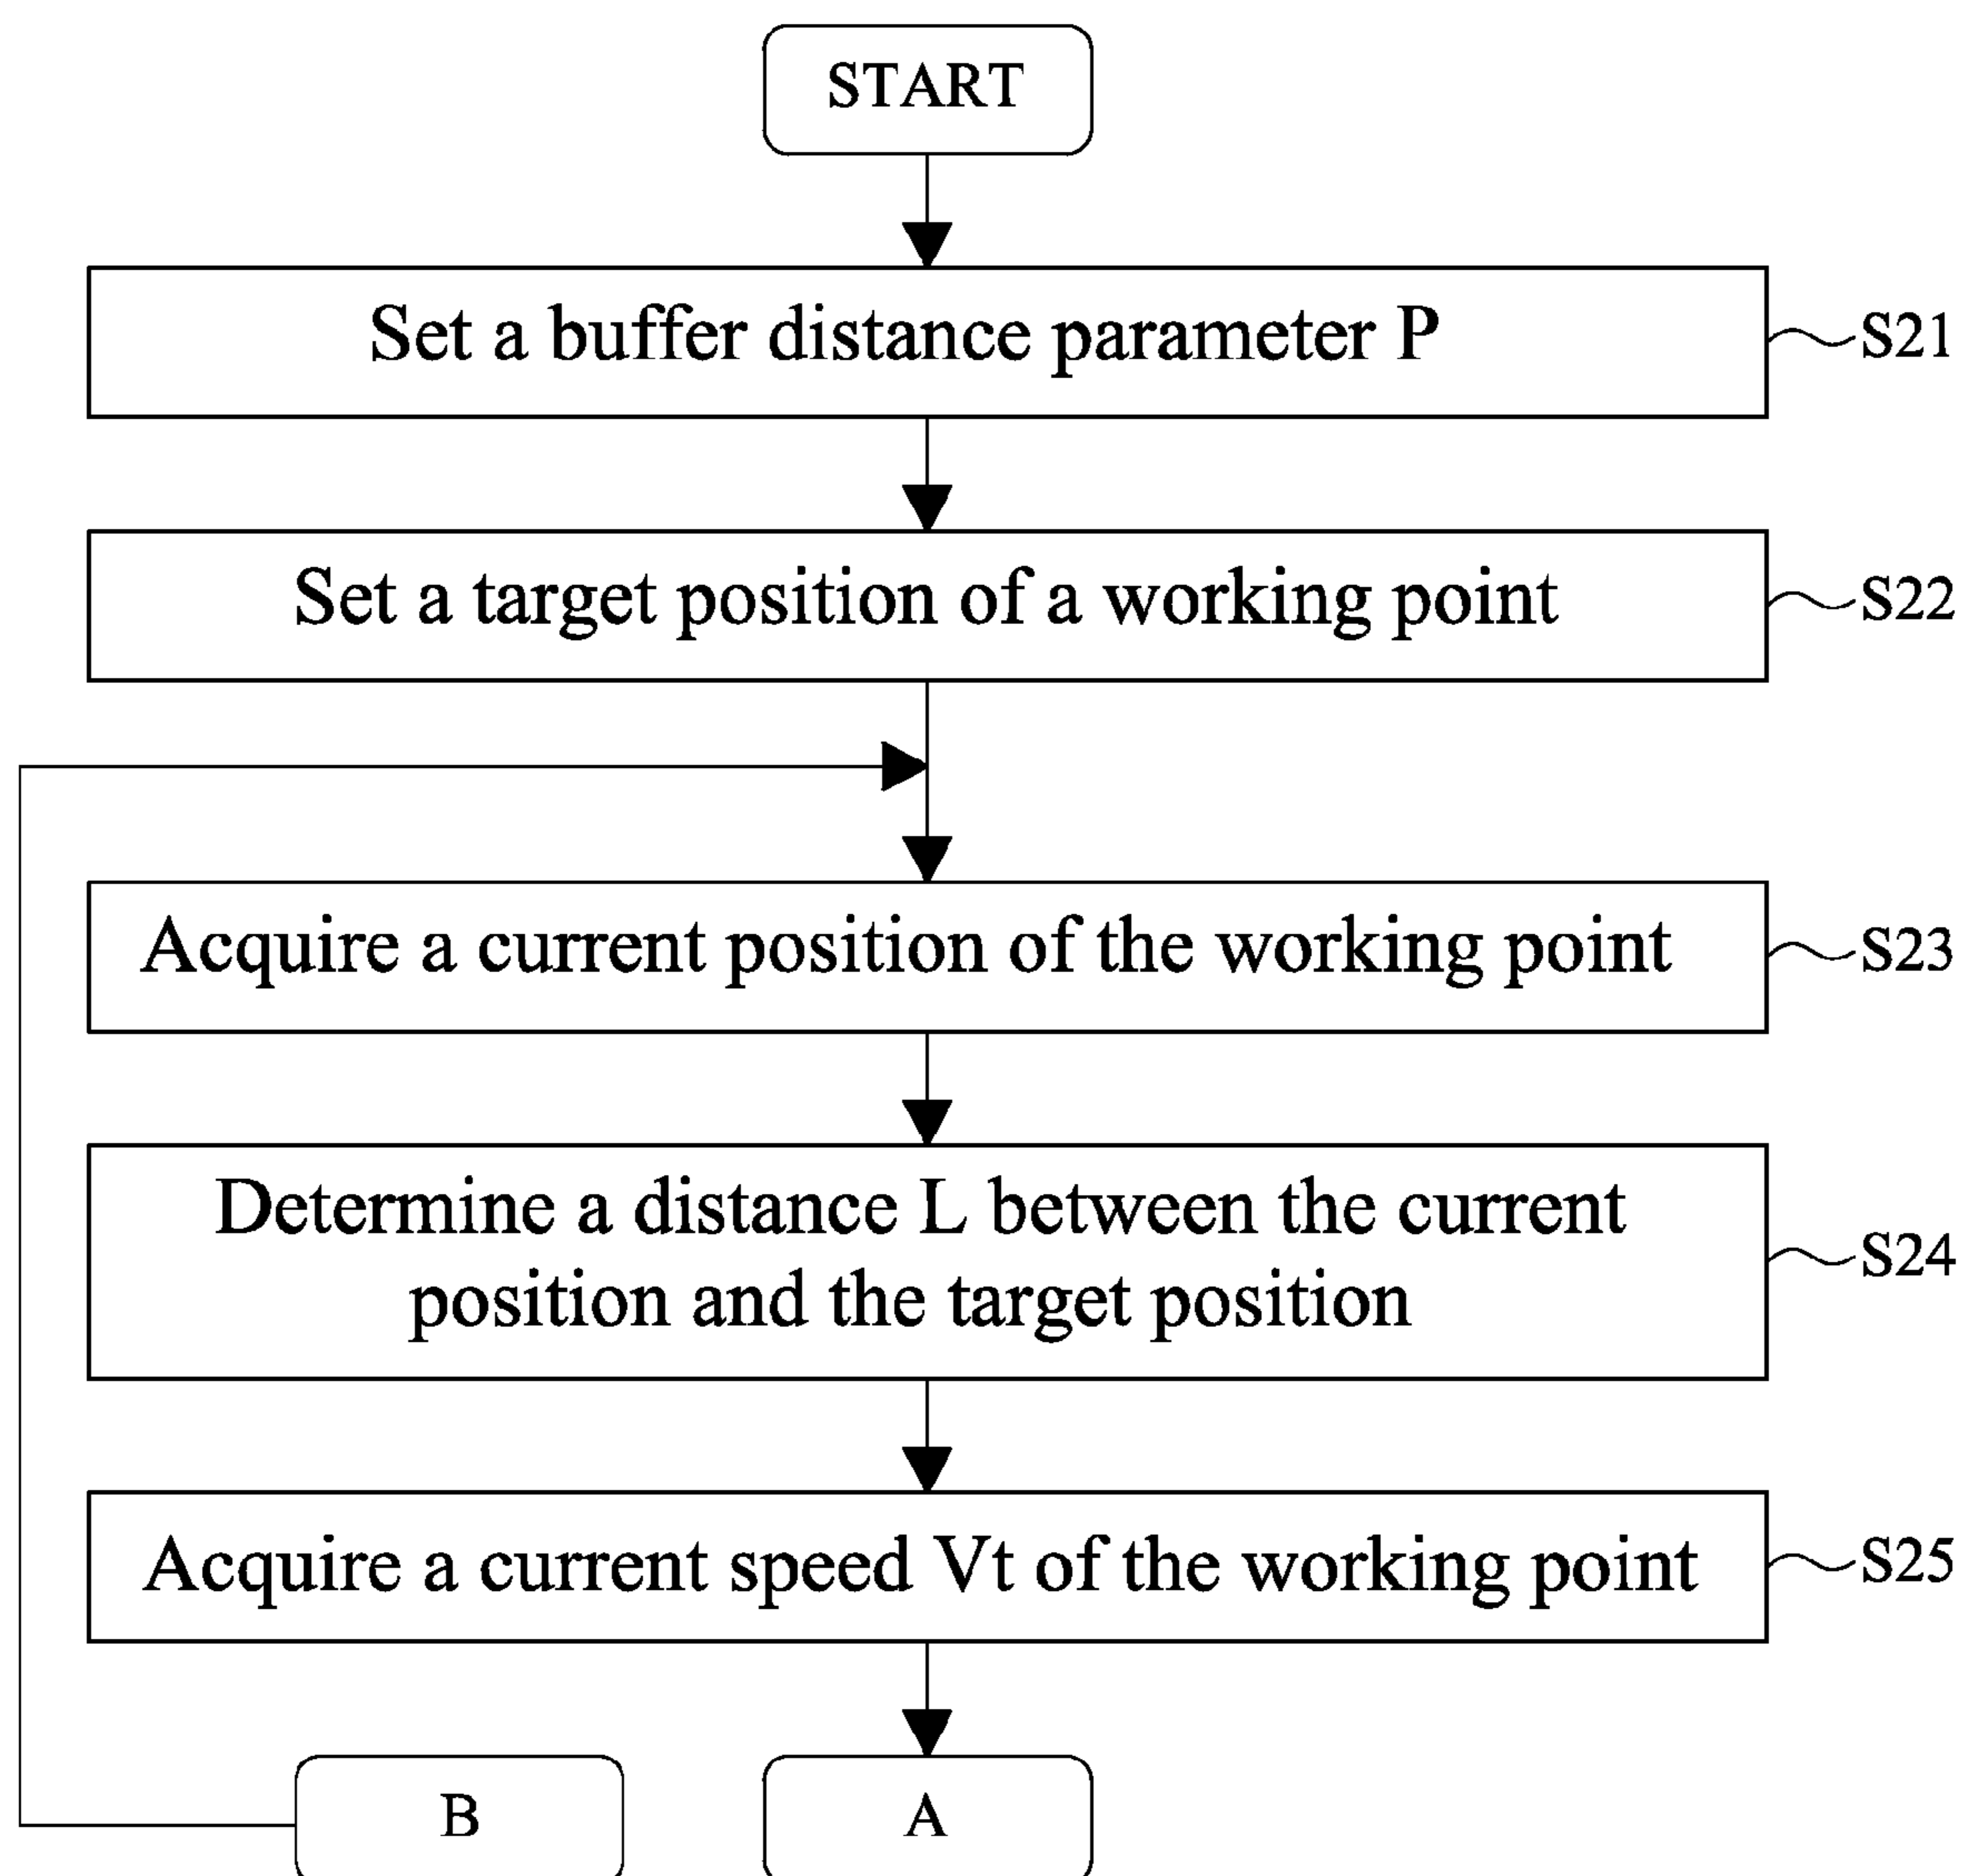 START
Set a buffer distance parameter P
S21
Set a target position of a working point
S22
Acquire a current position of the working point
S23
Determine a distance L between the current
position and the target position
S24
Acquire a current speed Vt of the working point
S25
B
A